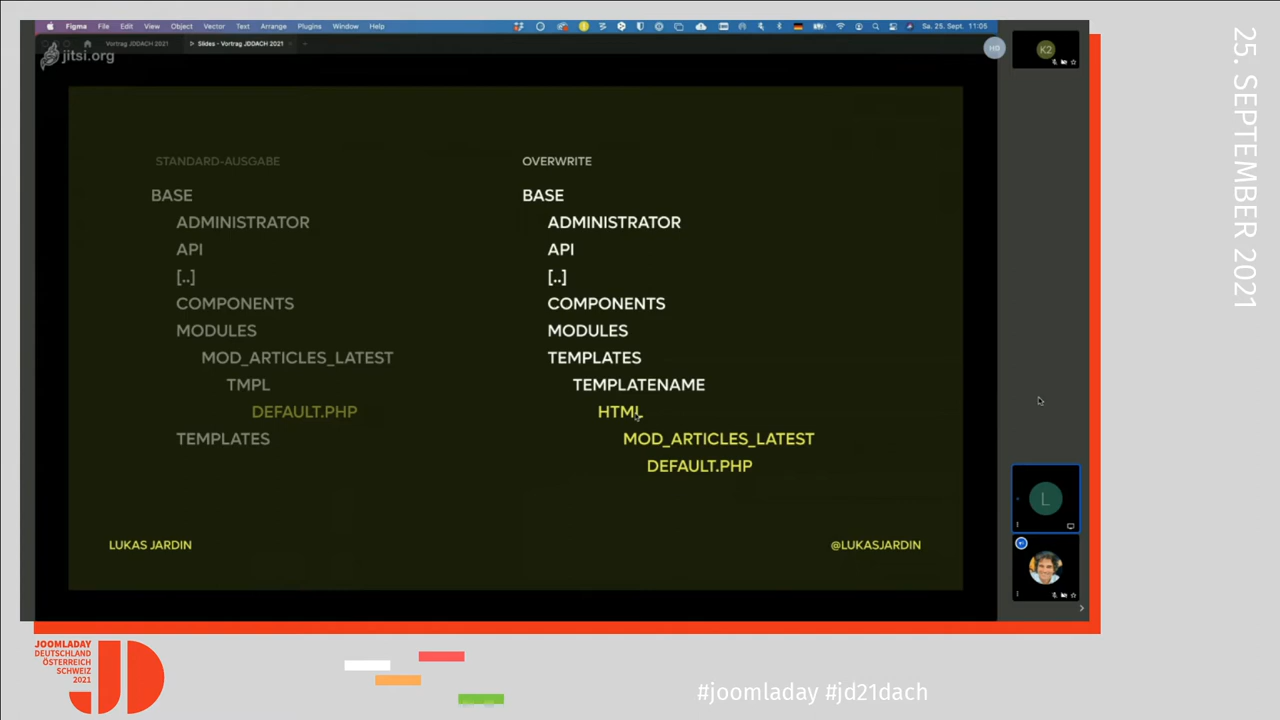 Figma File Edit View Object Vector Text Arrange Plugins Window Help
Sa. 25. Sept. 11:05
Vortrag JDDACH 2021
Slides - Vortrag JDDACH 2021
jitsi.org
HB
K2
STANDARD-AUSGABE
BASE
ADMINISTRATOR
API
[..]
COMPONENTS
MODULES
MOD_ARTICLES_LATEST
TMPL
DEFAULT.PHP
TEMPLATES
OVERWRITE
BASE
ADMINISTRATOR
API
[..]
COMPONENTS
MODULES
TEMPLATES
TEMPLATENAME
HTML
MOD_ARTICLES_LATEST
DEFAULT.PHP
LUKAS JARDIN
@LUKASJARDIN
L
25. SEPTEMBER 2021
JOOMLADAY
DEUTSCHLAND
ÖSTERREICH
SCHWEIZ
2021
#joomladay #jd21dach